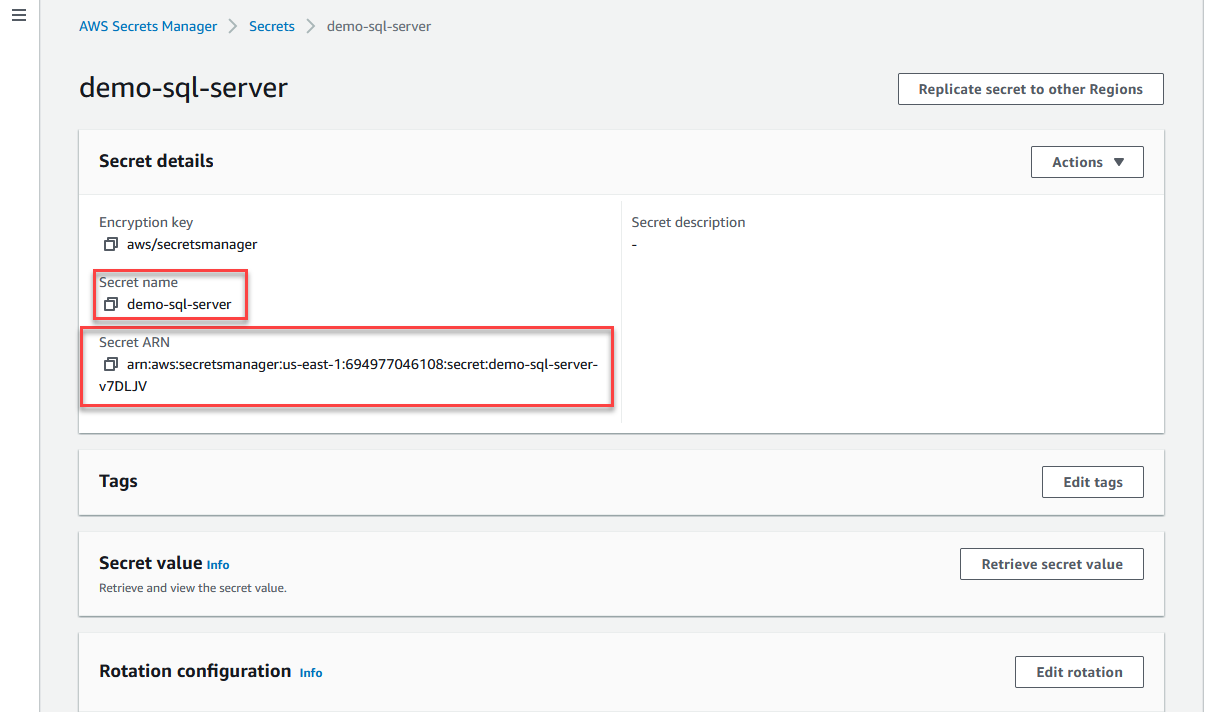 AWS Secrets Manager > Secrets > demo-sql-server
demo-sql-server
Replicate secret to other Regions
Secret details
Actions
Encryption key
aws/secretsmanager
Secret description
-
Secret name
demo-sql-server
Secret ARN
arn:aws:secretsmanager:us-east-1:694977046108:secret:demo-sql-server-
v7DLJV
Tags
Edit tags
Secret value Info
Retrieve and view the secret value.
Retrieve secret value
Rotation configuration Info
Edit rotation